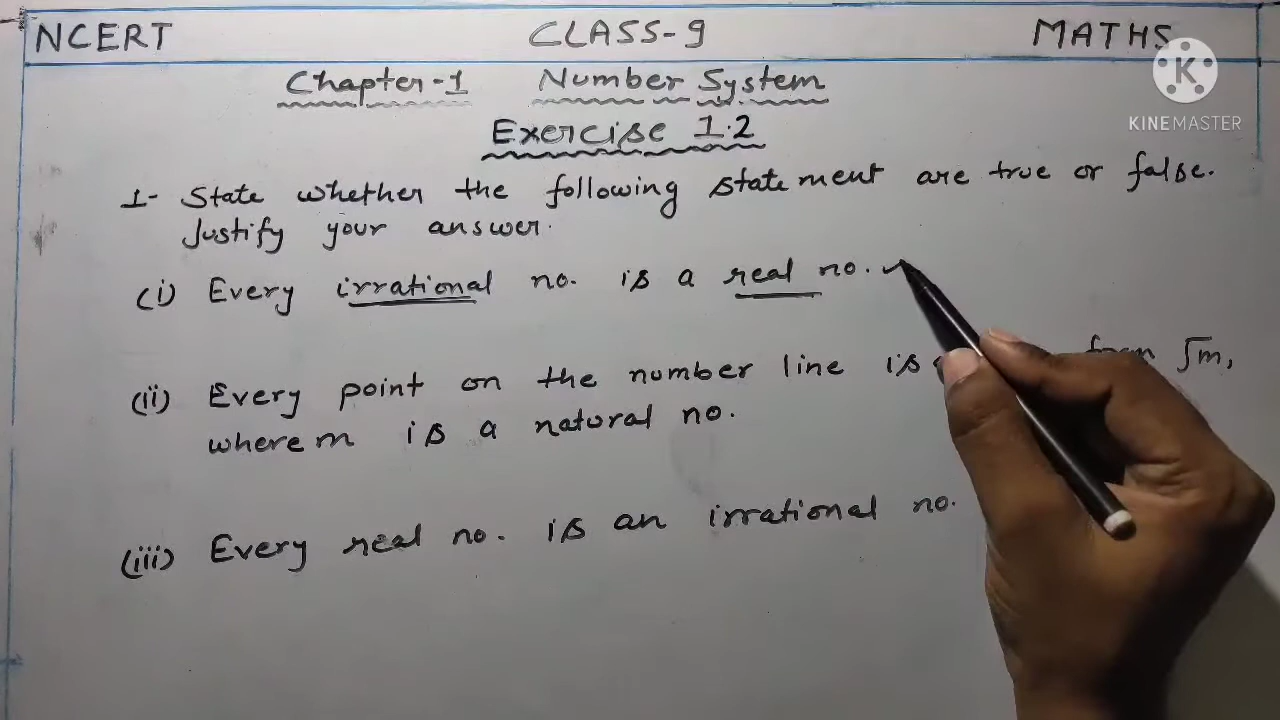 NCERT CLASS-9 MATHS
K
KINEMASTER
Chapter-1 Number System
Exercise 1.2
1- State whether the following statement are true or false.
Justify your answer.
(i) Every irrational no. is a real no.
(ii) Every point on the number line is form √m,
where m is a natural no.
(iii) Every real no. is an irrational no.